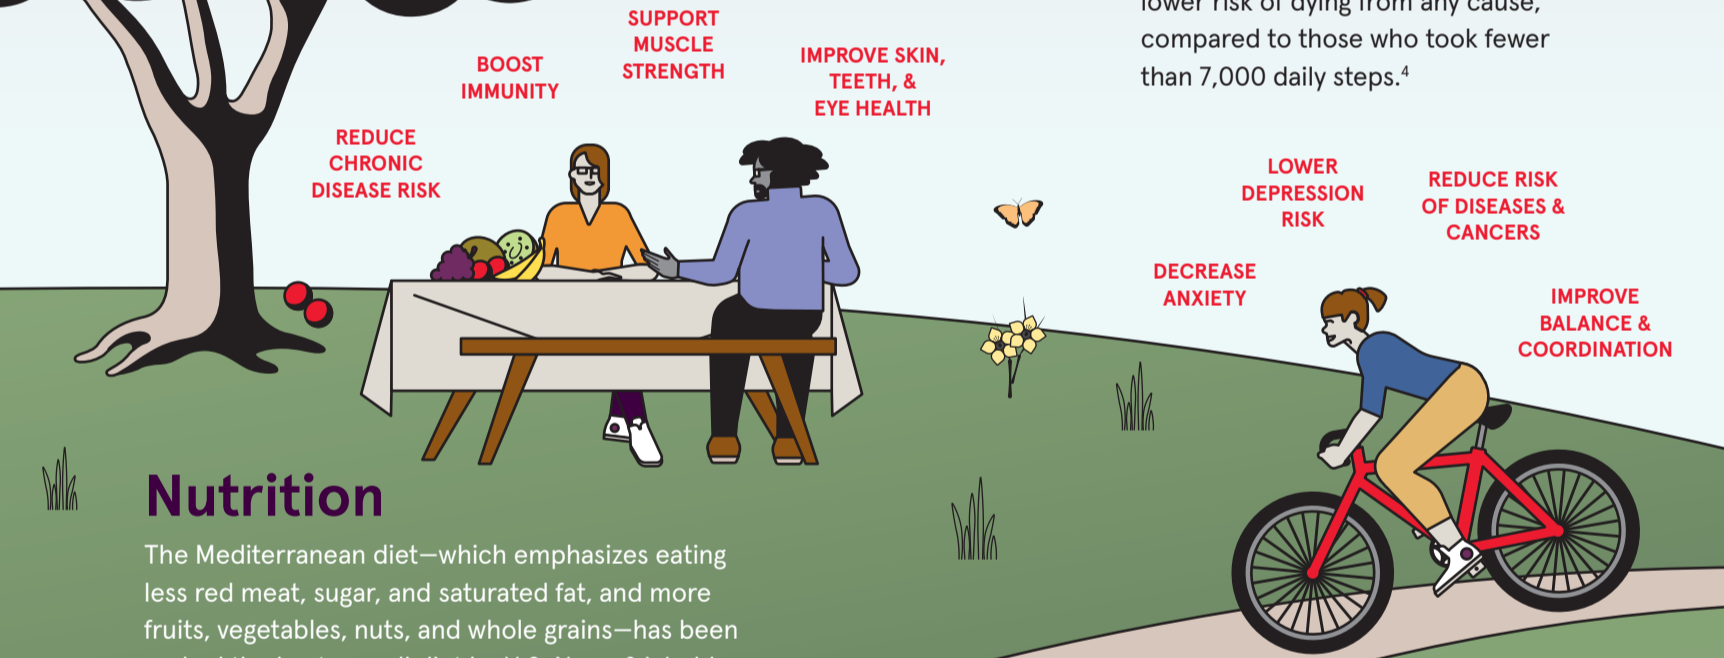 SUPPORT
MUSCLE
STRENGTH
BOOST
IMMUNITY
IMPROVE SKIN,
TEETH, &
EYE HEALTH
REDUCE
CHRONIC
DISEASE RISK
lower risk of dying from any cause,
compared to those who took fewer
than 7,000 daily steps.⁴
LOWER
DEPRESSION
RISK
REDUCE RISK
OF DISEASES &
CANCERS
DECREASE
ANXIETY
IMPROVE
BALANCE &
COORDINATION
Nutrition
The Mediterranean diet—which emphasizes eating
less red meat, sugar, and saturated fat, and more
fruits, vegetables, nuts, and whole grains—has been